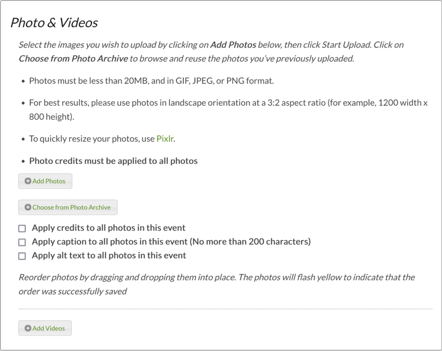 Photo & Videos
Select the images you wish to upload by clicking on Add Photos below, then click Start Upload. Click on
Choose from Photo Archive to browse and reuse the photos you've previously uploaded.
• Photos must be less than 20MB, and in GIF, JPEG, or PNG format.
• For best results, please use photos in landscape orientation at a 3:2 aspect ratio (for example, 1200 width x
800 height).
• To quickly resize your photos, use Pixlr.
• Photo credits must be applied to all photos
Add Photos
Choose from Photo Archive
Apply credits to all photos in this event
Apply caption to all photos in this event (No more than 200 characters)
Apply alt text to all photos in this event
Reorder photos by dragging and dropping them into place. The photos will flash yellow to indicate that the
order was successfully saved
Add Videos